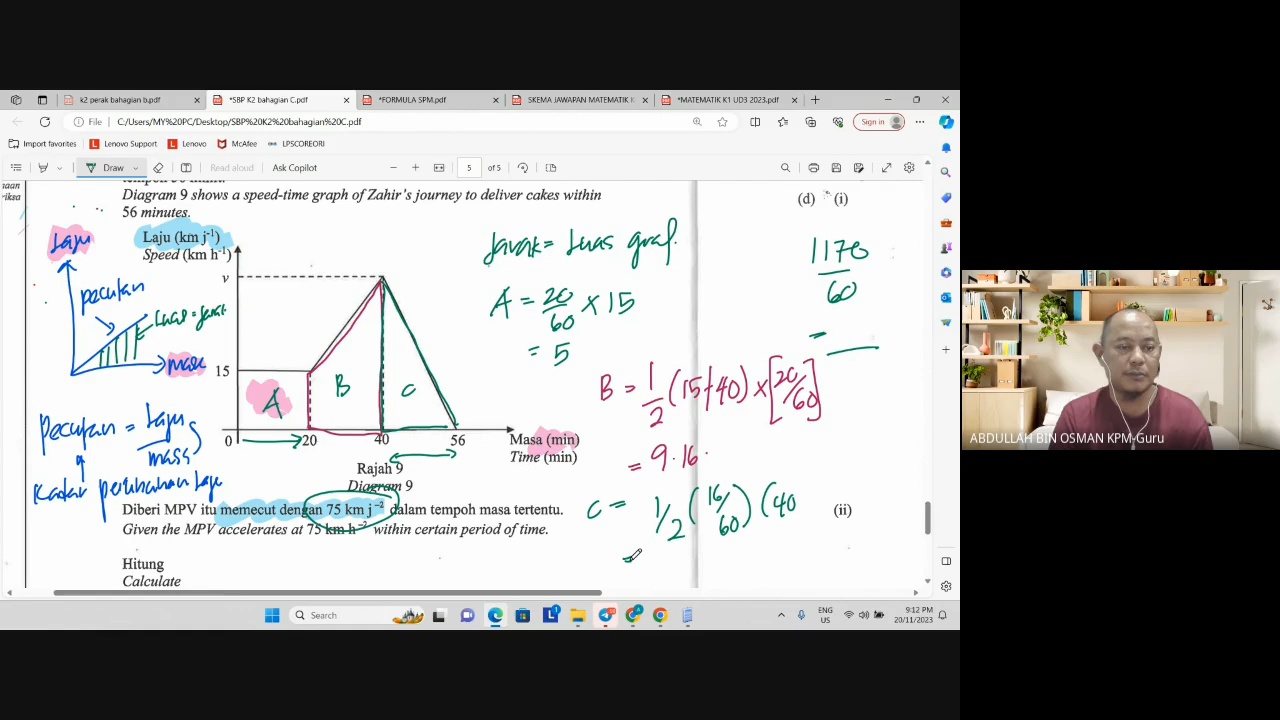 k2 perak bahagian b.pdf
*SBP K2 bahagian C.pdf
*FORMULA SPM.pdf
SKEMA JAWAPAN MATEMATIK K
*MATEMATIK K1 UD3 2023.pdf
File
C:/Users/MY%20PC/Desktop/SBP%20K2%20bahagian%20C.pdf
Sign in
Import favorites
Lenovo Support
Lenovo
McAfee
LPSCOREORI
Draw
Read aloud
Ask Copilot
5
of 5
naan
riksa
Diagram 9 shows a speed-time graph of Zahir's journey to deliver cakes within
56 minutes.
(d) (i)
Laju
Laju (km j⁻¹)
Speed (km h⁻¹)
Jarak = Luas graf.
1170
60
=
v
pecutan
Luas = jarak
masa
A = 20/60 × 15
= 5
15
A
B
C
B = 1/2 (15+40) × [20/60]
= 9.16
0
20
40
56
Masa (min)
Time (min)
Pecutan = Laju/masa
Rajah 9
Diagram 9
Kadar perubahan Laju
C = 1/2 (16/60) (40
=
Diberi MPV itu memecut dengan 75 km j⁻² dalam tempoh masa tertentu.
Given the MPV accelerates at 75 km h⁻² within certain period of time.
(ii)
Hitung
Calculate
ABDULLAH BIN OSMAN KPM-Guru
Search
ENG
US
9:12 PM
20/11/2023